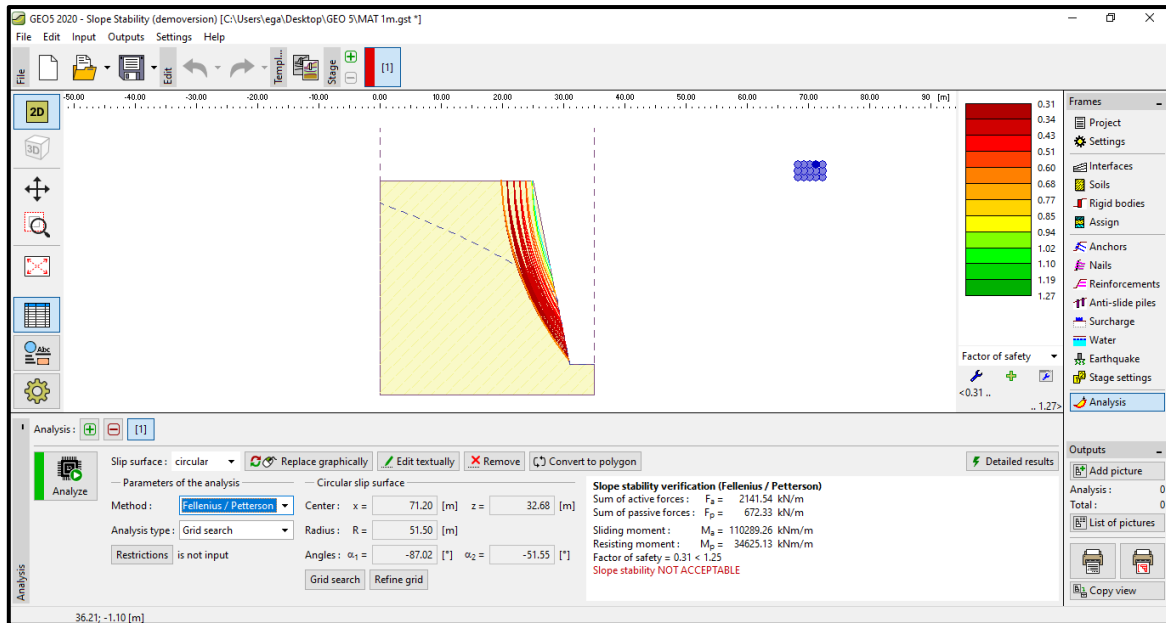 GEO5 2020 - Slope Stability (demoversion) [C:\Users\ega\Desktop\GEO 5\MAT 1m.gst *]
File Edit Input Outputs Settings Help
File
Edit
Templ...
Stage
[1]
2D
3D
Abc
-50.00 -40.00 -30.00 -20.00 -10.00 0.00 10.00 20.00 30.00 40.00 50.00 60.00 70.00 80.00 90 [m]
0.31
0.34
0.43
0.51
0.60
0.68
0.77
0.85
0.94
1.02
1.10
1.19
1.27
Factor of safety
<0.31 ..
.. 1.27>
Frames
Project
Settings
Interfaces
Soils
Rigid bodies
Assign
Anchors
Nails
Reinforcements
Anti-slide piles
Surcharge
Water
Earthquake
Stage settings
Analysis
Analysis : [1]
Analyze
Slip surface : circular Replace graphically Edit textually Remove Convert to polygon Detailed results
Parameters of the analysis
Method : Fellenius / Petterson
Analysis type : Grid search
Restrictions is not input
Circular slip surface
Center : x = 71.20 [m] z = 32.68 [m]
Radius : R = 51.50 [m]
Angles : α1 = -87.02 [°] α2 = -51.55 [°]
Grid search Refine grid
Slope stability verification (Fellenius / Petterson)
Sum of active forces : Fa = 2141.54 kN/m
Sum of passive forces : Fp = 672.33 kN/m
Sliding moment : Ma = 110289.26 kNm/m
Resisting moment : Mp = 34625.13 kNm/m
Factor of safety = 0.31 < 1.25
Slope stability NOT ACCEPTABLE
Analysis
Outputs
Add picture
Analysis : 0
Total : 0
List of pictures
Copy view
36.21; -1.10 [m]